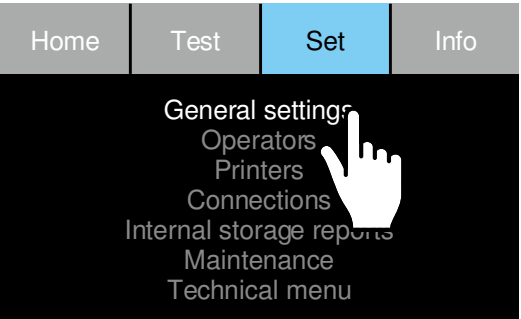 Home Test Set Info
General settings
Operators
Printers
Connections
Internal storage reports
Maintenance
Technical menu